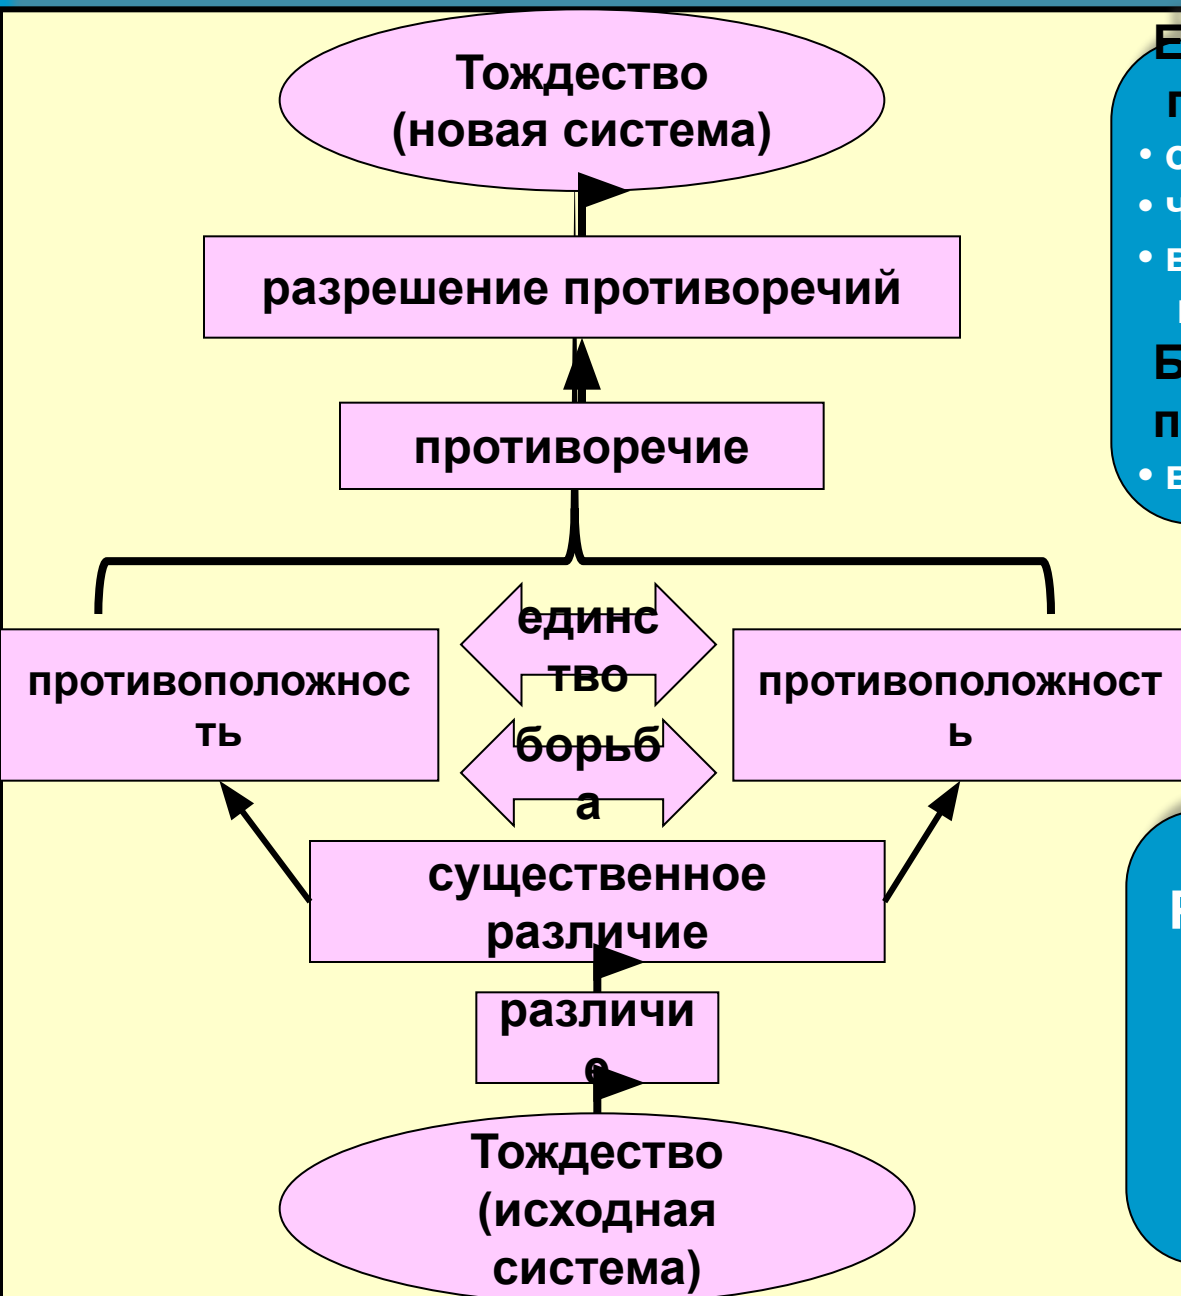 Тождество
(новая система)
разрешение противоречий
противоречие
единс
тво
противоположнос
ть
противоположност
ь
борьб
а
существенное
различие
различи
е
Тождество
(исходная
система)